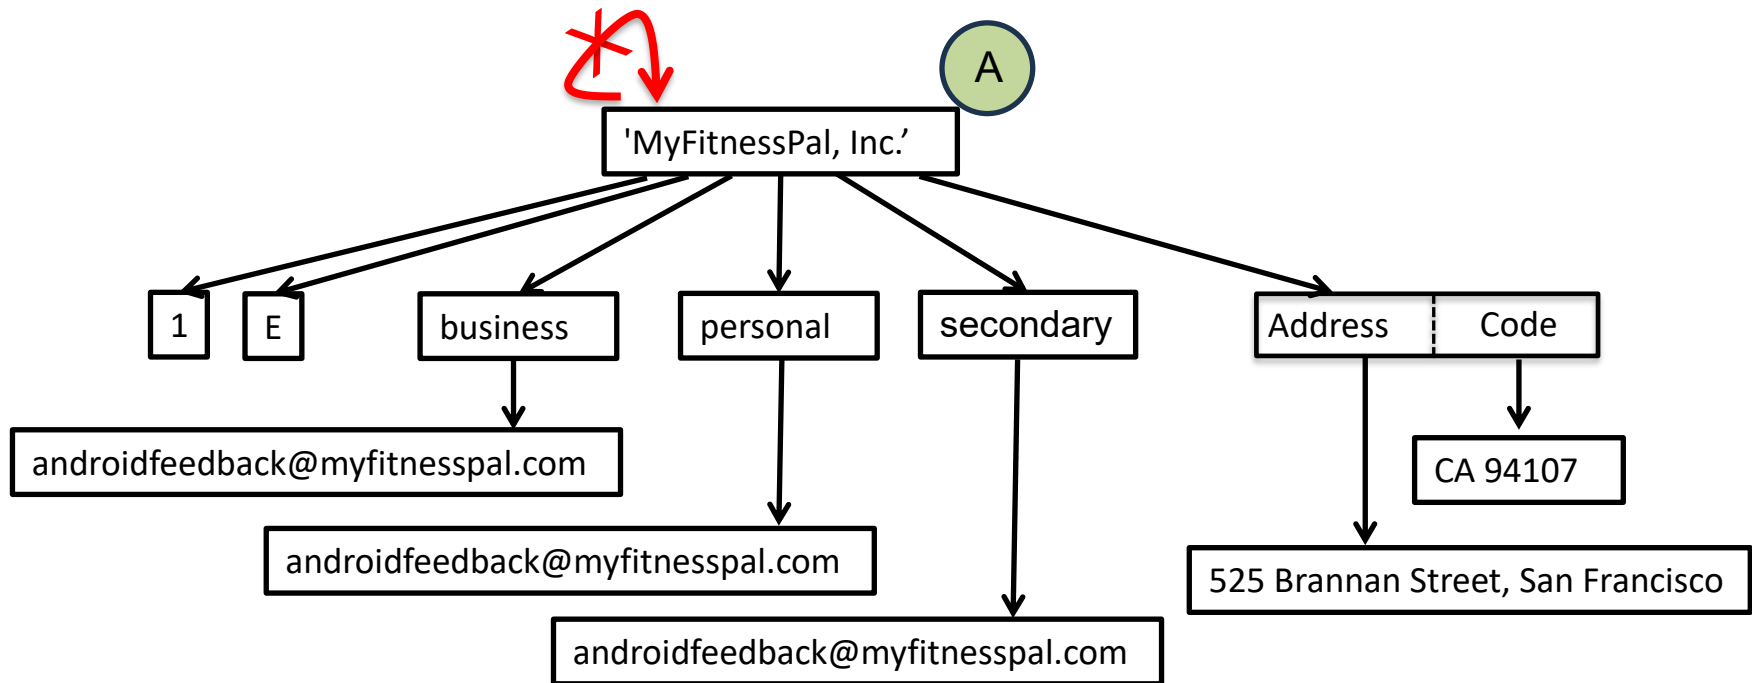 A
'MyFitnessPal, Inc.’
1
E
business
personal
secondary
Address
Code
androidfeedback@myfitnesspal.com
CA 94107
androidfeedback@myfitnesspal.com
525 Brannan Street, San Francisco
androidfeedback@myfitnesspal.com